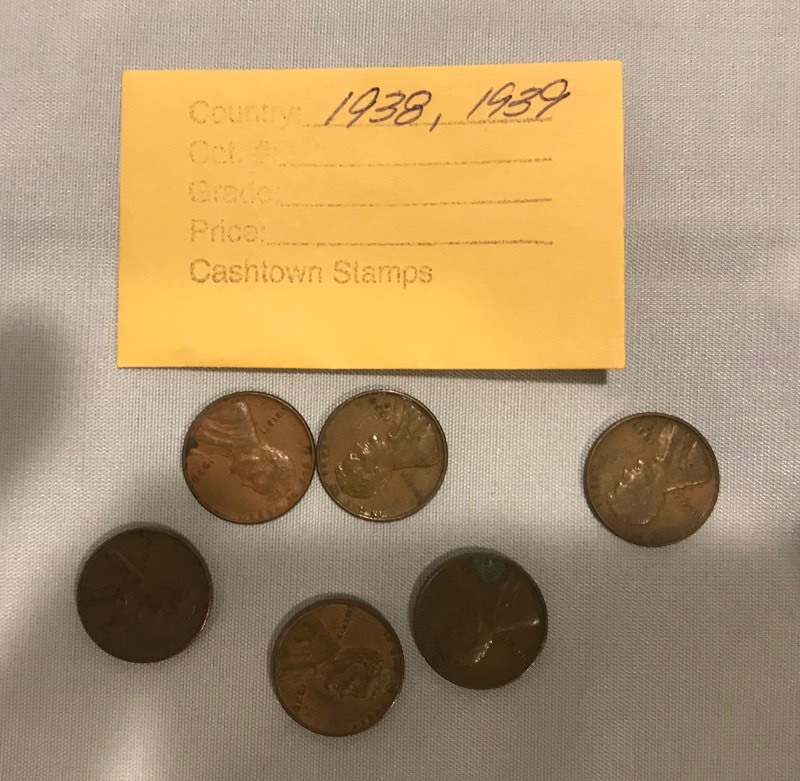 Country: 1938, 1939
Cat. #:
Grade:
Price:
Cashtown Stamps